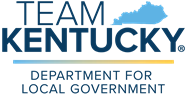 TEAM
KENTUCKY®
DEPARTMENT FOR
LOCAL GOVERNMENT